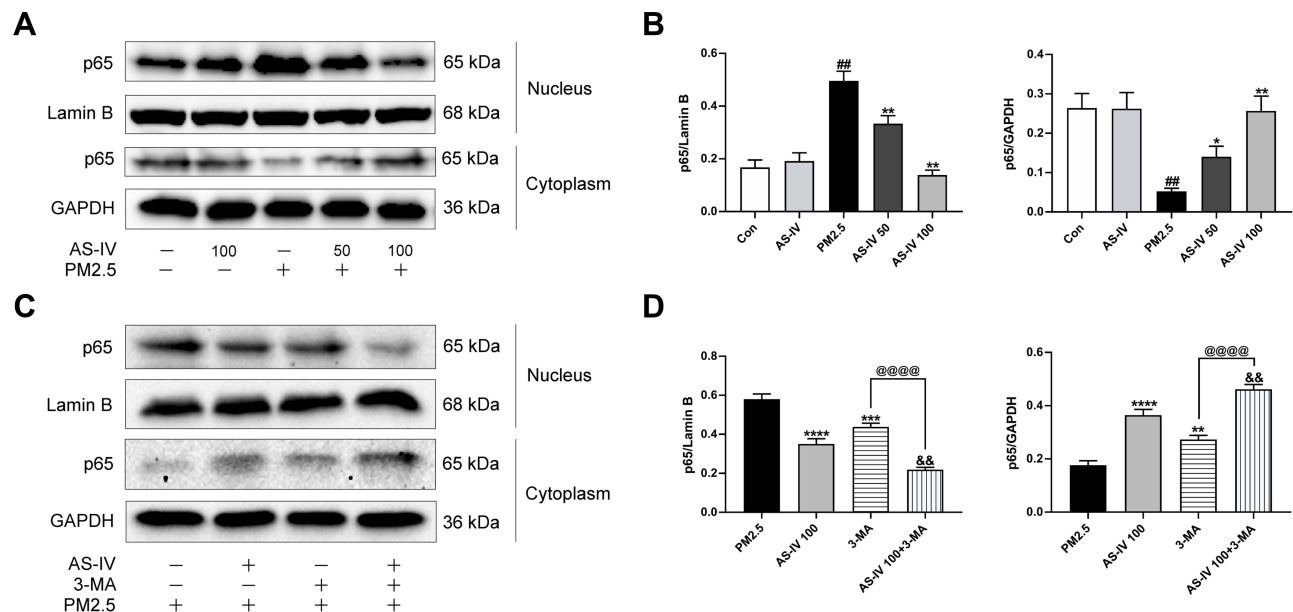 A
p65 65 kDa
Lamin B 68 kDa
Nucleus
p65 65 kDa
GAPDH 36 kDa
Cytoplasm
AS-IV — 100 — 50 100
PM2.5 — — + + +
B
p65/Lamin B
0.6
0.4
0.2
0.0
##
**
**
Con
AS-IV
PM2.5
AS-IV 50
AS-IV 100
p65/GAPDH
0.4
0.3
0.2
0.1
0.0
##
*
**
Con
AS-IV
PM2.5
AS-IV 50
AS-IV 100
C
p65 65 kDa
Lamin B 68 kDa
Nucleus
p65 65 kDa
GAPDH 36 kDa
Cytoplasm
AS-IV — + — +
3-MA — — + +
PM2.5 + + + +
D
p65/Lamin B
0.8
0.6
0.4
0.2
0.0
****
***
@@@@
&&
PM2.5
AS-IV 100
3-MA
AS-IV 100+3-MA
p65/GAPDH
0.6
0.4
0.2
0.0
****
**
@@@@
&&
PM2.5
AS-IV 100
3-MA
AS-IV 100+3-MA